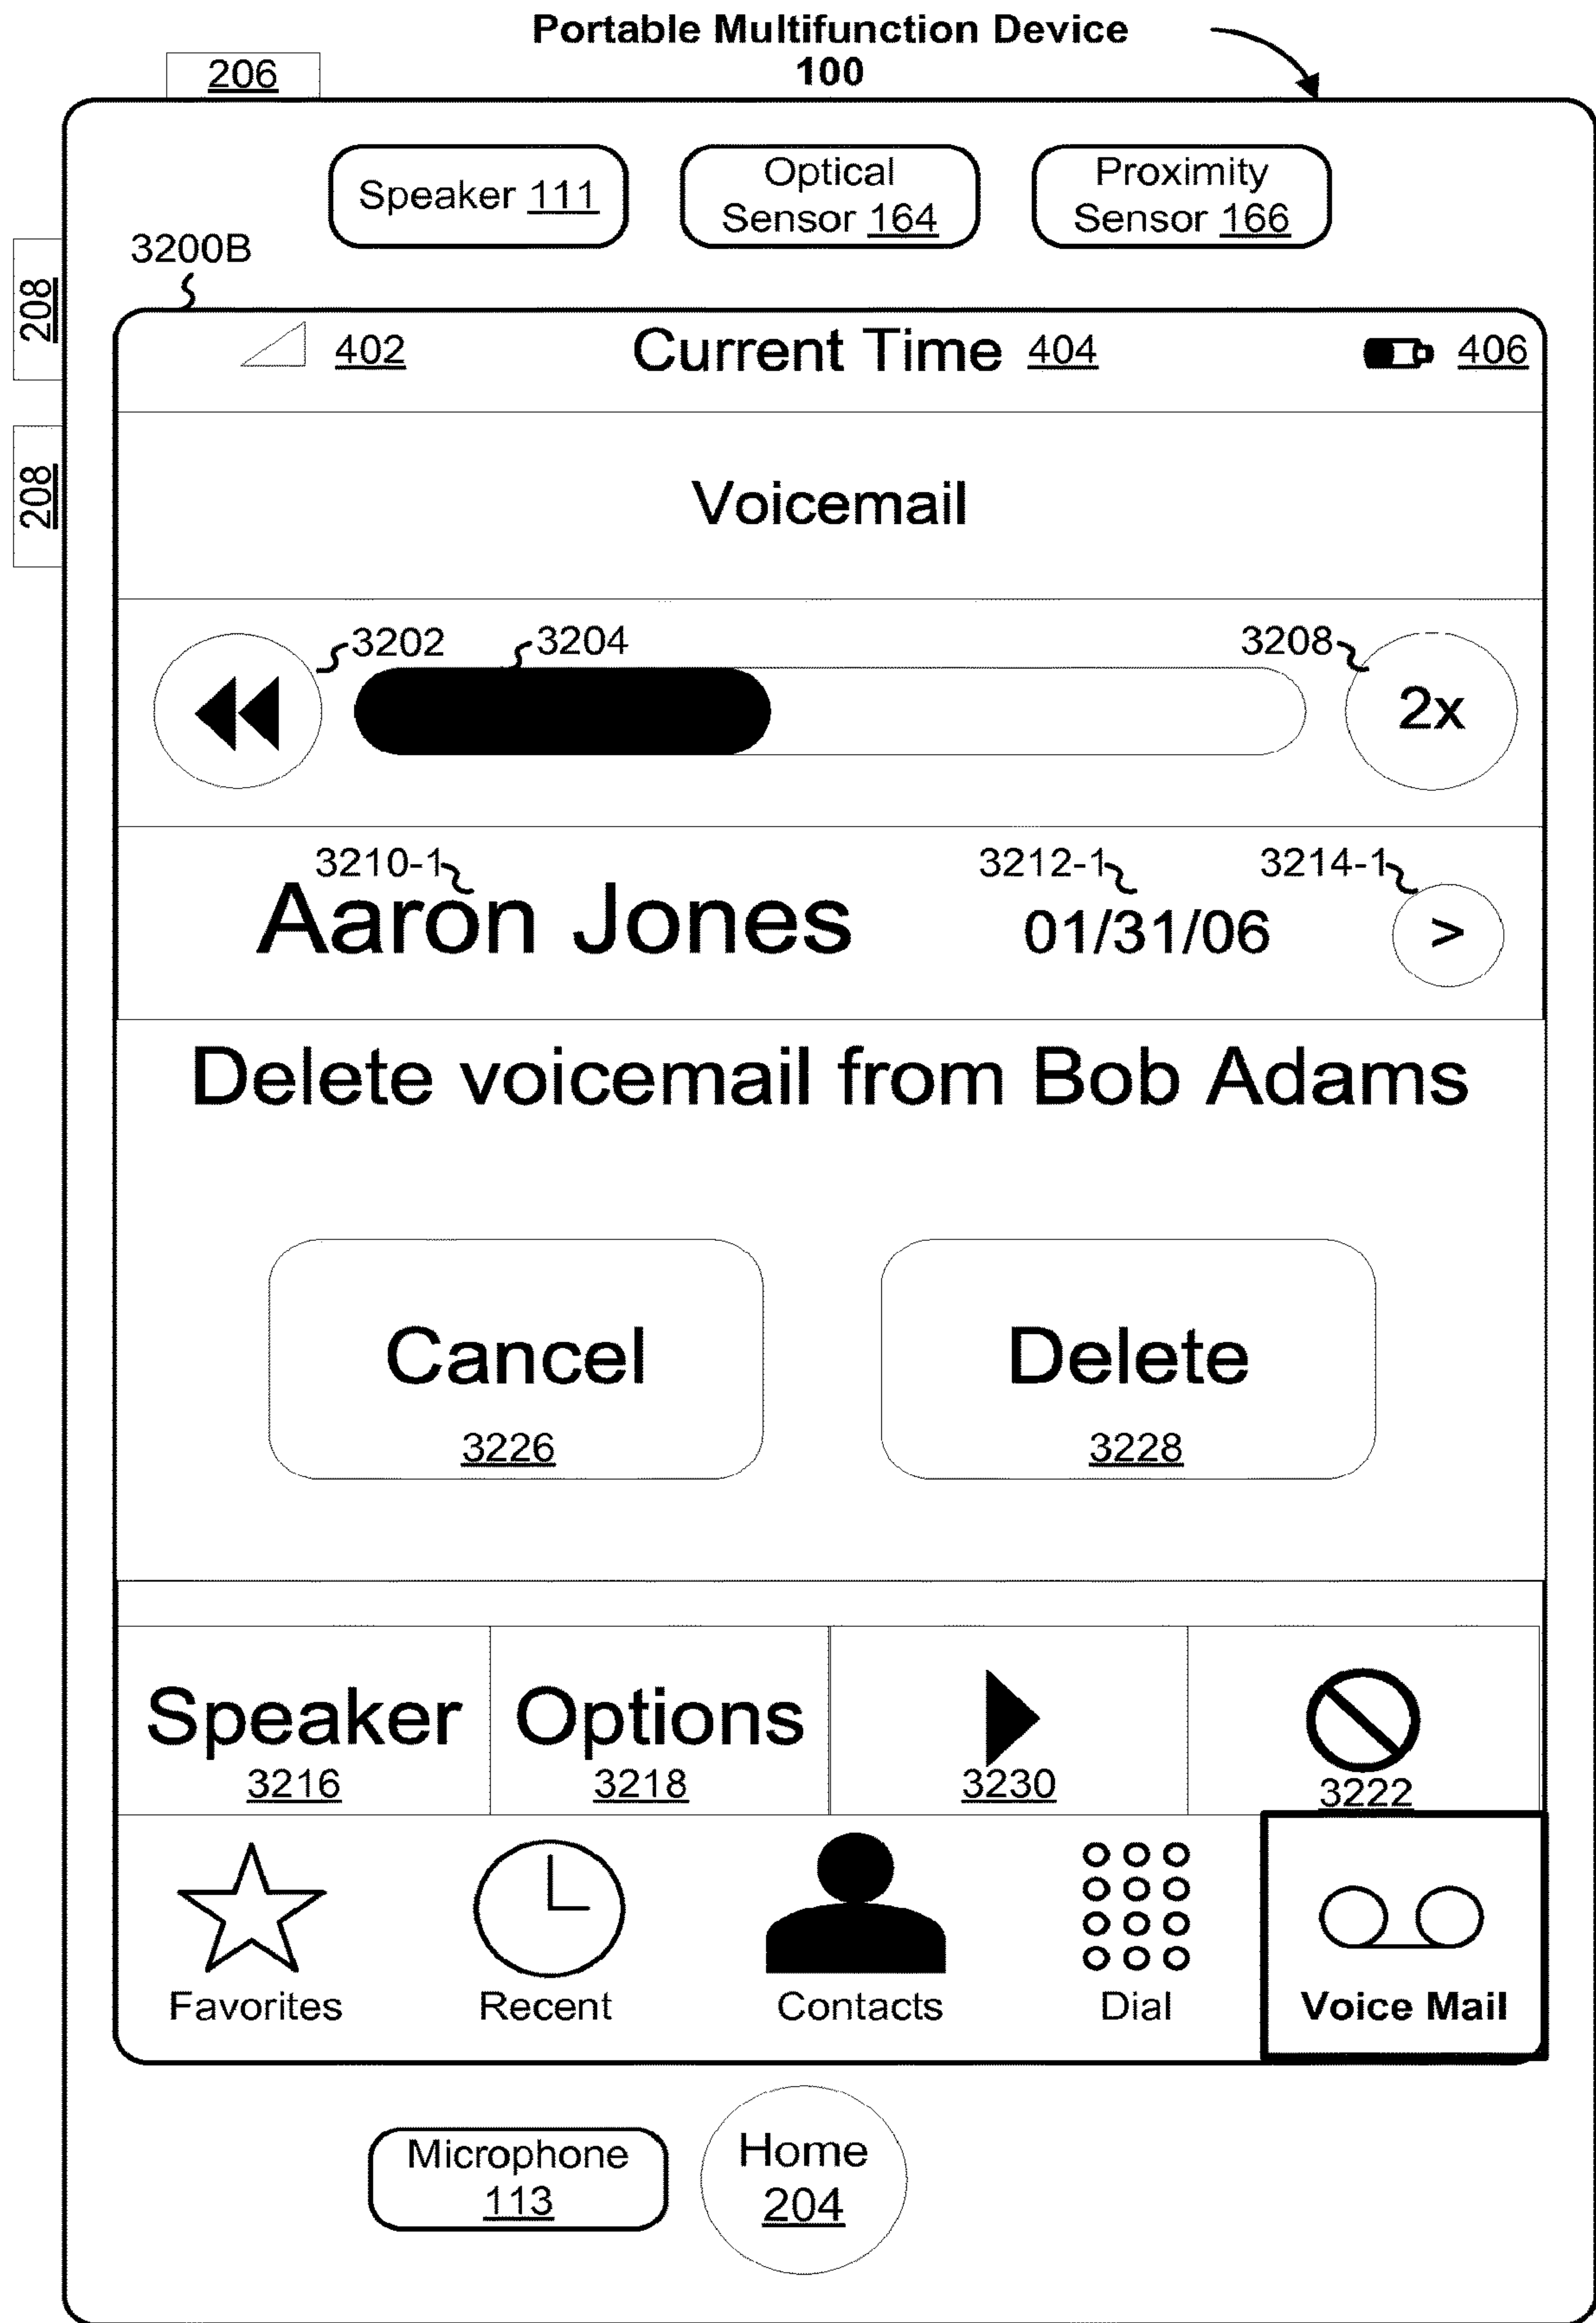 Portable Multifunction Device
100
206
Speaker 111
Optical
Sensor 164
Proximity
Sensor 166
3200B
208
208
402
Current Time 404
406
Voicemail
3202
3204
3208
2x
3210-1
3212-1
3214-1
Aaron Jones
01/31/06
>
Delete voicemail from Bob Adams
Cancel
3226
Delete
3228
Speaker
3216
Options
3218
3230
3222
Favorites
Recent
Contacts
Dial
Voice Mail
Microphone
113
Home
204